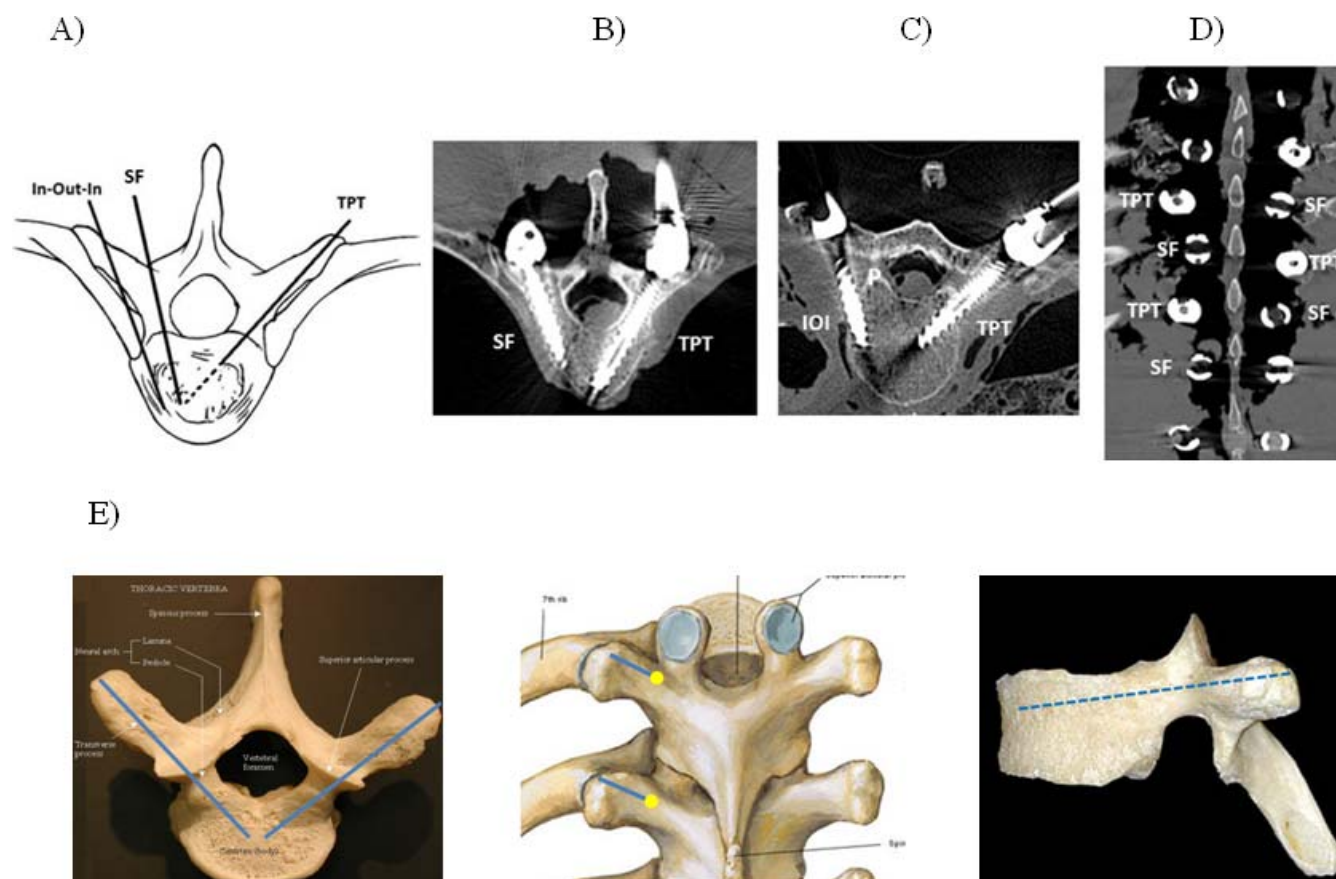 A)
B)
C)
D)
In-Out-In
SF
TPT
SF
TPT
IOI
P
TPT
TPT
SF
SF
TPT
TPT
SF
SF
E)
THORACIC VERTEBRA
Spinous process
Lamina
Neural arch
Pedicle
Superior articular process
Transverse
process
Vertebral
foramen
Centrum (body)
7th rib